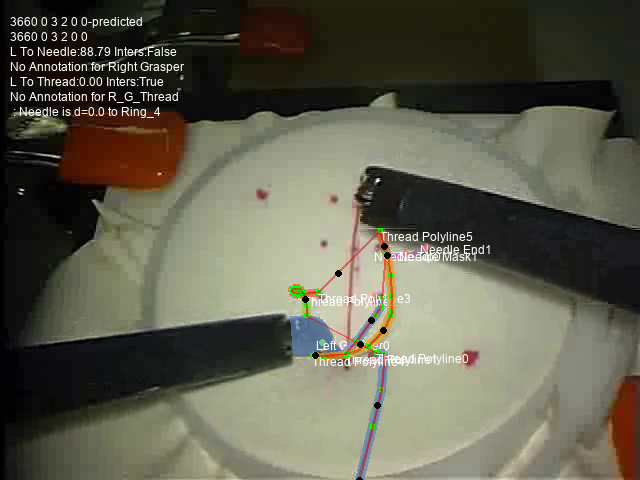 3660 0 3 2 0 0-predicted
3660 0 3 2 0 0
L To Needle:88.79 Inters:False
No Annotation for Right Grasper
L To Thread:0.00 Inters:True
No Annotation for R_G_Thread
: Needle is d=0.0 to Ring_4
Thread Polyline5
Needle End1
Mask1
Left
Thread
Polyline0